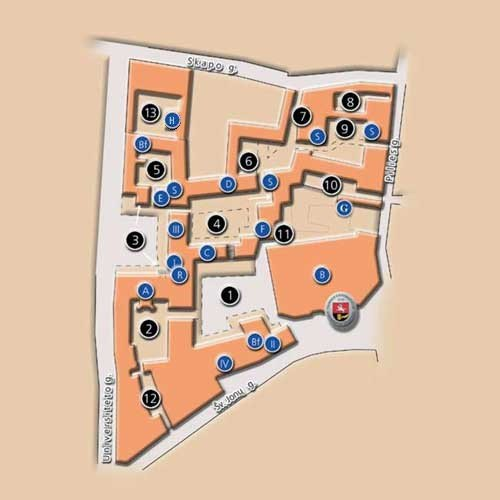 Skapo g.
8
7
13
H
9
S
S
Bf
Pilies g.
6
5
D
S
10
S
E
G
4
III
F
11
3
C
I
R
B
A
1
2
Bf
II
IV
Universiteto g.
12
Šv. Jonų g.